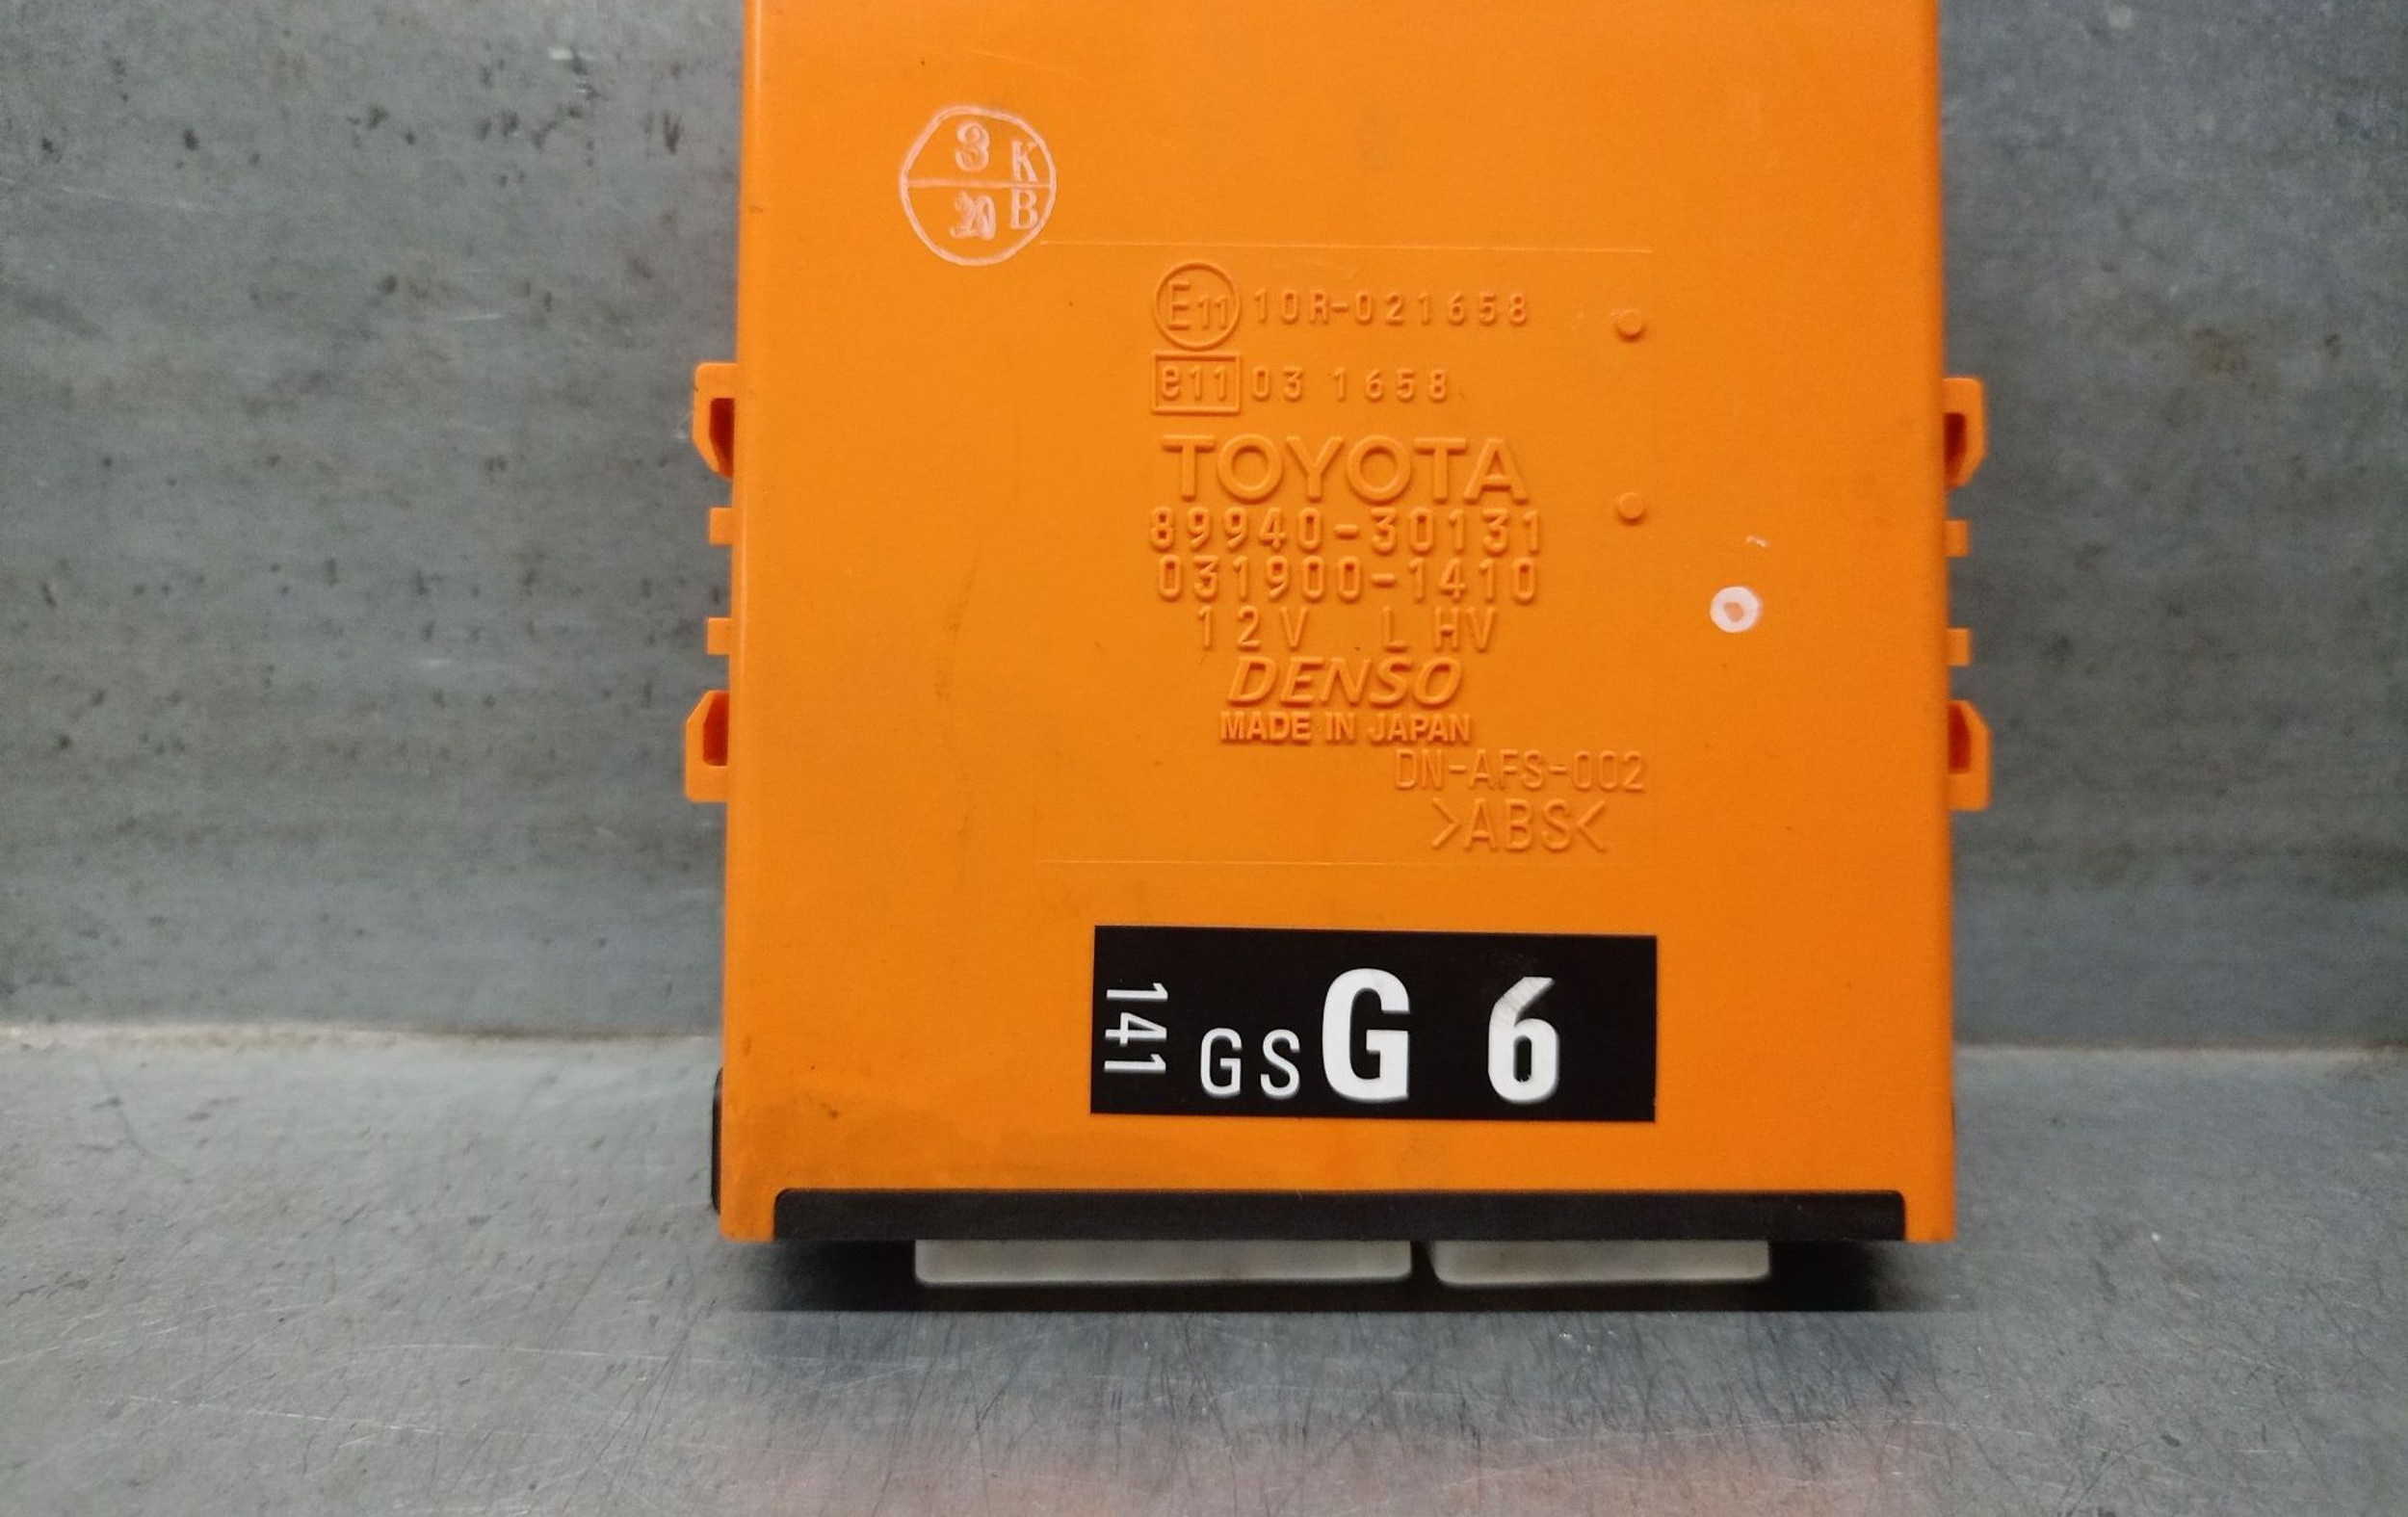 3 K
20 B
E11 10R-021658
e11 03 1658
TOYOTA
89940-30131
031900-1410
12V L HV
DENSO
MADE IN JAPAN
DN-AFS-002
>ABS<
141 GS G 6